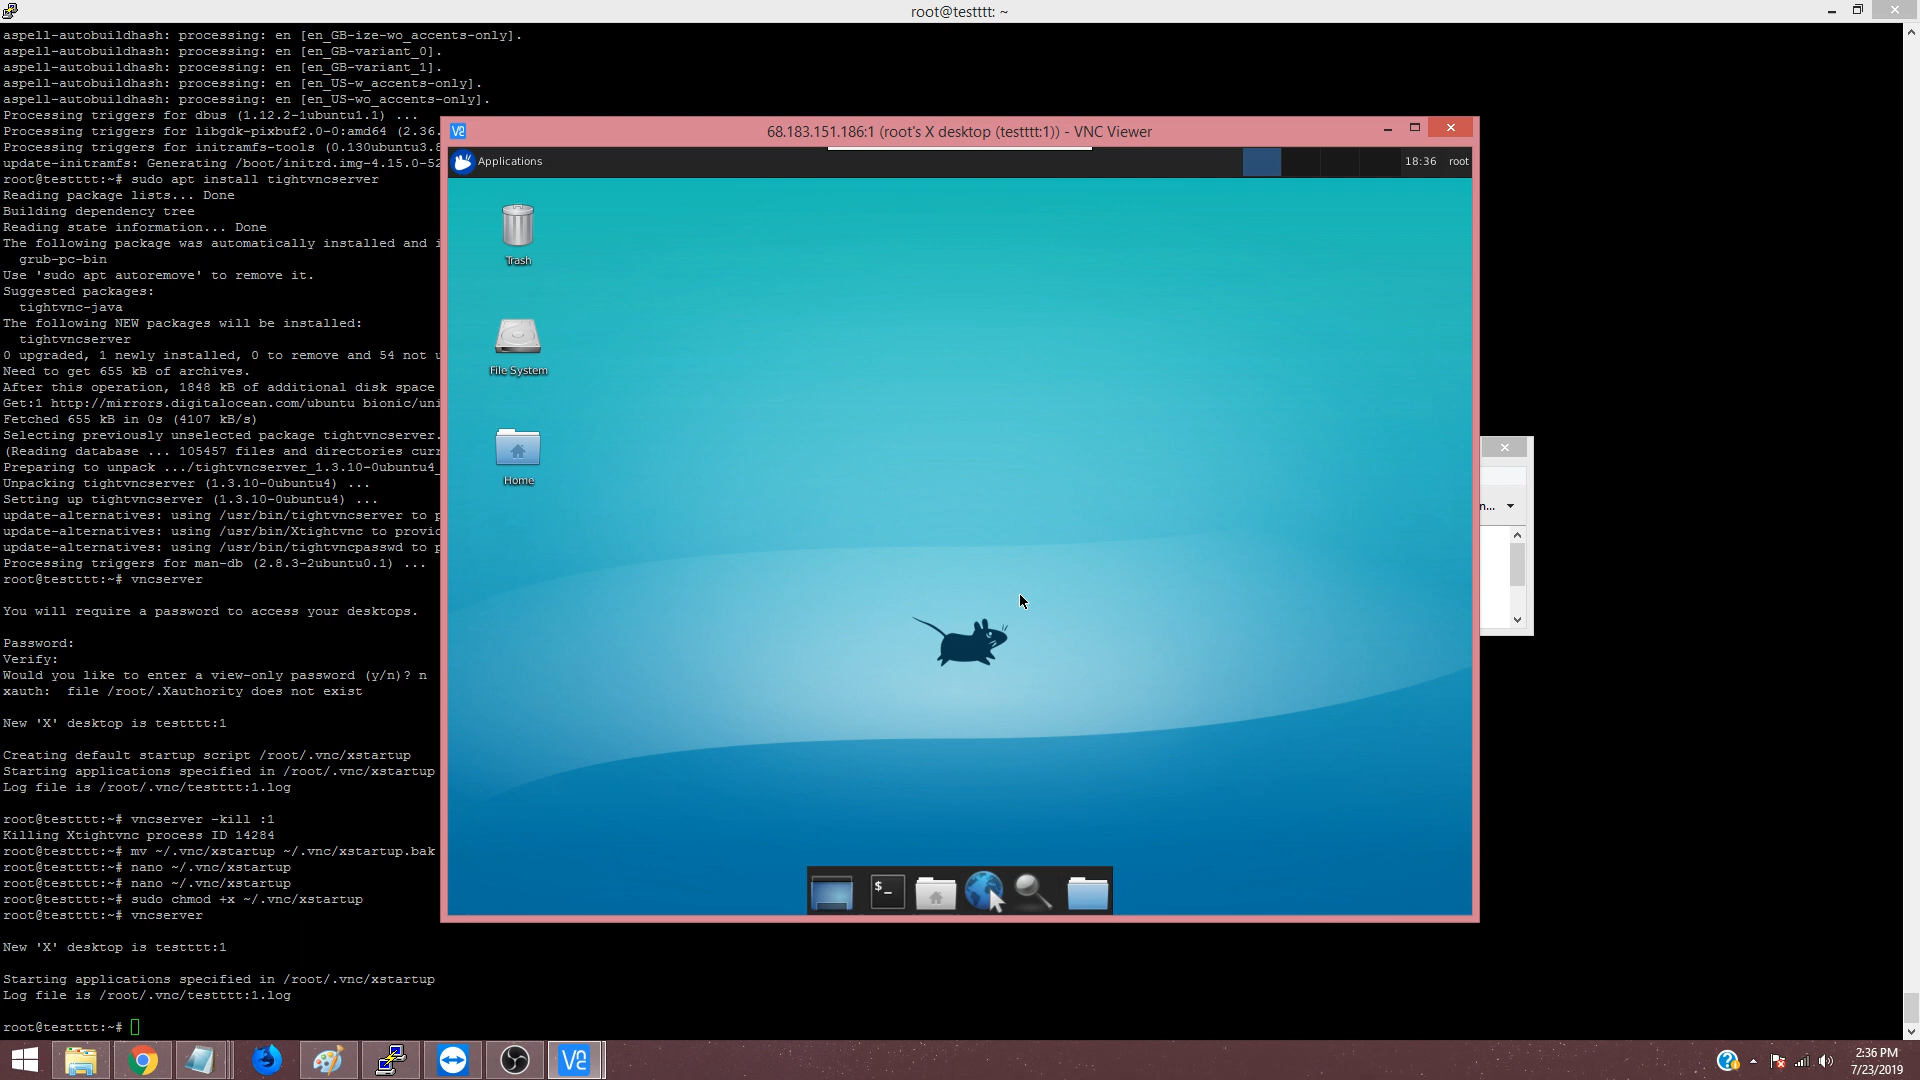 root@testttt: ~
aspell-autobuildhash: processing: en [en_GB-ize-wo_accents-only].
aspell-autobuildhash: processing: en [en_GB-variant_0].
aspell-autobuildhash: processing: en [en_GB-variant_1].
aspell-autobuildhash: processing: en [en_US-w_accents-only].
aspell-autobuildhash: processing: en [en_US-wo_accents-only].
Processing triggers for dbus (1.12.2-1ubuntu1.1) ...
Processing triggers for libgdk-pixbuf2.0-0:amd64 (2.36.
Processing triggers for initramfs-tools (0.130ubuntu3.8
update-initramfs: Generating /boot/initrd.img-4.15.0-52
root@testttt:~# sudo apt install tightvncserver
Reading package lists... Done
Building dependency tree
Reading state information... Done
The following package was automatically installed and i
grub-pc-bin
Use 'sudo apt autoremove' to remove it.
Suggested packages:
tightvnc-java
The following NEW packages will be installed:
tightvncserver
0 upgraded, 1 newly installed, 0 to remove and 54 not u
Need to get 655 kB of archives.
After this operation, 1848 kB of additional disk space
Get:1 http://mirrors.digitalocean.com/ubuntu bionic/uni
Fetched 655 kB in 0s (4107 kB/s)
Selecting previously unselected package tightvncserver.
(Reading database ... 105457 files and directories curr
Preparing to unpack .../tightvncserver_1.3.10-0ubuntu4_
Unpacking tightvncserver (1.3.10-0ubuntu4) ...
Setting up tightvncserver (1.3.10-0ubuntu4) ...
update-alternatives: using /usr/bin/tightvncserver to p
update-alternatives: using /usr/bin/Xtightvnc to provid
update-alternatives: using /usr/bin/tightvncpasswd to p
Processing triggers for man-db (2.8.3-2ubuntu0.1) ...
root@testttt:~# vncserver
You will require a password to access your desktops.
Password:
Verify:
Would you like to enter a view-only password (y/n)? n
xauth:  file /root/.Xauthority does not exist
New 'X' desktop is testttt:1
Creating default startup script /root/.vnc/xstartup
Starting applications specified in /root/.vnc/xstartup
Log file is /root/.vnc/testttt:1.log
root@testttt:~# vncserver -kill :1
Killing Xtightvnc process ID 14284
root@testttt:~# mv ~/.vnc/xstartup ~/.vnc/xstartup.bak
root@testttt:~# nano ~/.vnc/xstartup
root@testttt:~# nano ~/.vnc/xstartup
root@testttt:~# sudo chmod +x ~/.vnc/xstartup
root@testttt:~# vncserver
New 'X' desktop is testttt:1
Starting applications specified in /root/.vnc/xstartup
Log file is /root/.vnc/testttt:1.log
root@testttt:~#
V2 68.183.151.186:1 (root's X desktop (testttt:1)) - VNC Viewer
Applications 18:36 root
Trash
File System
Home
$_
n...
V2
2:36 PM
7/23/2019